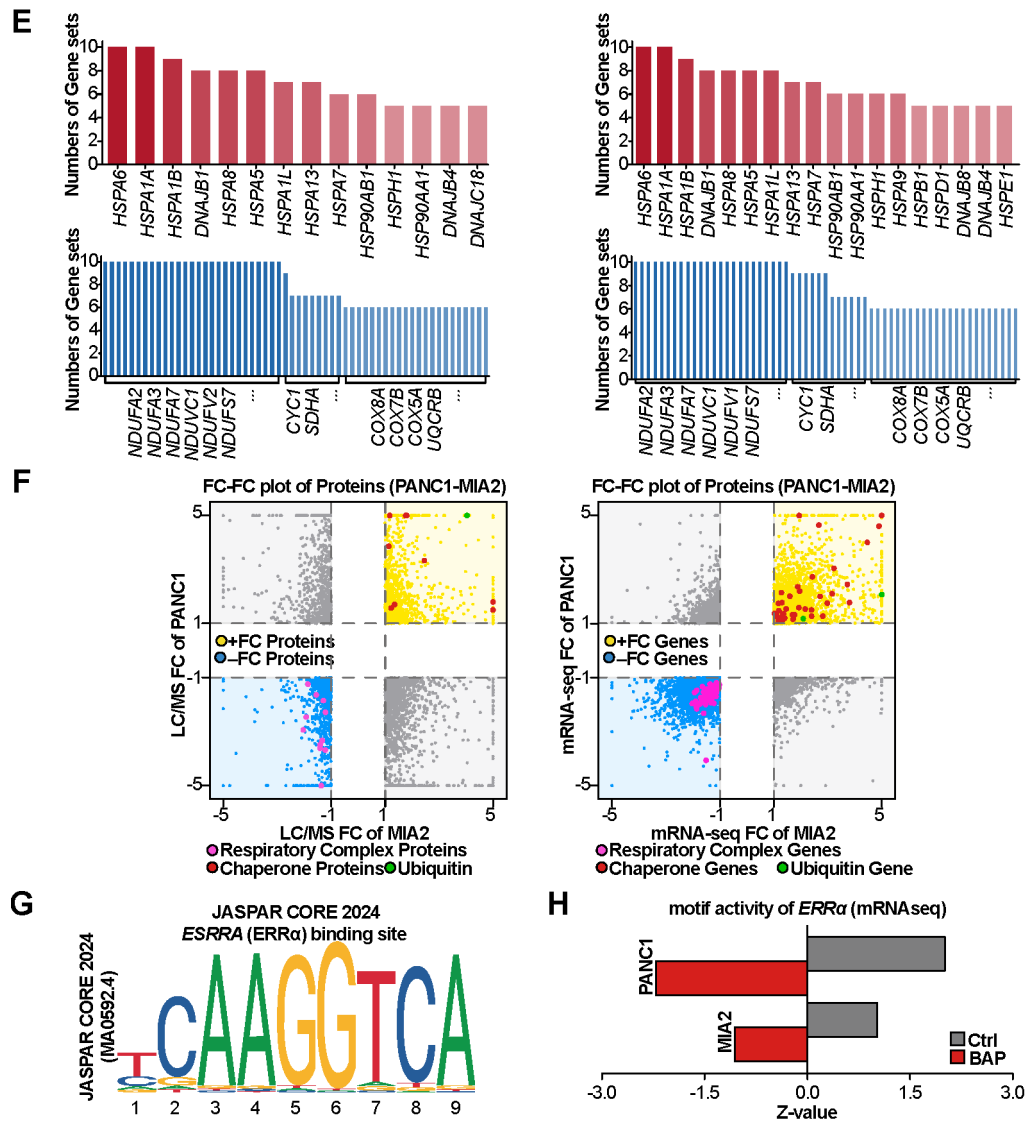 E
Numbers of Gene sets
10
8
6
4
2
0
HSPA6
HSPA1A
HSPA1B
DNAJB1
HSPA8
HSPA5
HSPA1L
HSPA13
HSPA7
HSP90AB1
HSPH1
HSP90AA1
DNAJB4
DNAJC18
Numbers of Gene sets
10
8
6
4
2
0
HSPA6
HSPA1A
HSPA1B
DNAJB1
HSPA8
HSPA5
HSPA1L
HSPA13
HSPA7
HSP90AB1
HSP90AA1
HSPH1
HSPA9
HSPB1
HSPD1
DNAJB8
DNAJB4
HSPE1
Numbers of Gene sets
10
8
6
4
2
0
NDUFA2
NDUFA3
NDUFA7
NDUVC1
NDUFV2
NDUFS7
...
CYC1
SDHA
...
COX8A
COX7B
COX5A
UQCRB
...
Numbers of Gene sets
10
8
6
4
2
0
NDUFA2
NDUFA3
NDUFA7
NDUVC1
NDUFV1
NDUFS7
...
CYC1
SDHA
...
COX8A
COX7B
COX5A
UQCRB
...
F
FC-FC plot of Proteins (PANC1-MIA2)
LC/MS FC of PANC1
5
1
-1
-5
+FC Proteins
–FC Proteins
-5
-1
1
5
LC/MS FC of MIA2
Respiratory Complex Proteins
Chaperone Proteins
Ubiquitin
FC-FC plot of Proteins (PANC1-MIA2)
mRNA-seq FC of PANC1
5
1
-1
-5
+FC Genes
–FC Genes
-5
-1
1
5
mRNA-seq FC of MIA2
Respiratory Complex Genes
Chaperone Genes
Ubiquitin Gene
G
JASPAR CORE 2024
ESRRA (ERRα) binding site
JASPAR CORE 2024
(MA0592.4)
T C A A G G T C A
1 2 3 4 5 6 7 8 9
H
motif activity of ERRα (mRNAseq)
PANC1
MIA2
Ctrl
BAP
-3.0
-1.5
0.0
1.5
3.0
Z-value